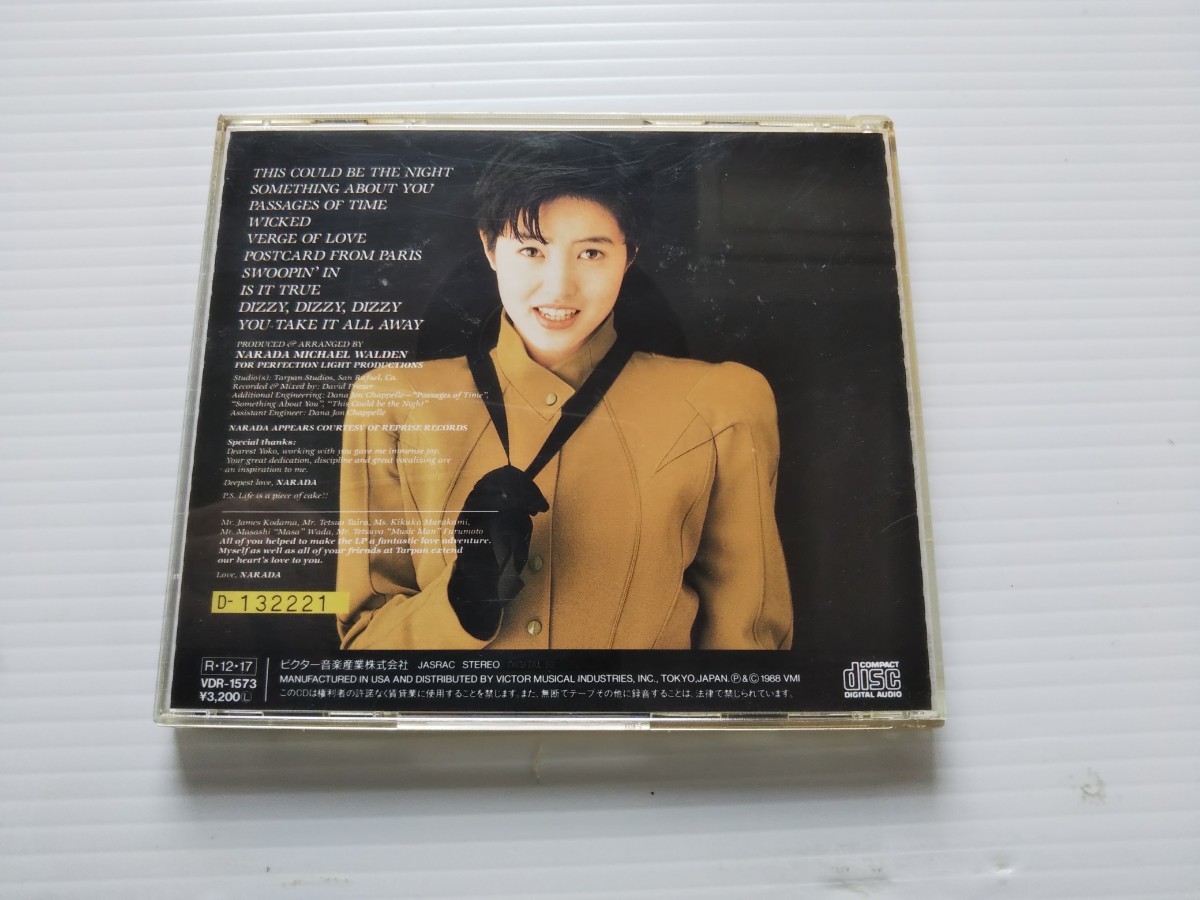 THIS COULD BE THE NIGHT
SOMETHING ABOUT YOU
PASSAGES OF TIME
WICKED
VERGE OF LOVE
POSTCARD FROM PARIS
SWOOPIN' IN
IS IT TRUE
DIZZY, DIZZY, DIZZY
YOU TAKE IT ALL AWAY
PRODUCED & ARRANGED BY
NARADA MICHAEL WALDEN
FOR PERFECTION LIGHT PRODUCTIONS
Studio(s): Tarpan Studios, San Rafael, Ca.
Recorded & Mixed by: David Frazer
Additional Engineering: Dana Jon Chappelle—"Passages of Time",
"Something About You", "This Could be the Night"
Assistant Engineer: Dana Jon Chappelle
NARADA APPEARS COURTESY OF REPRISE RECORDS
Special thanks:
Dearest Yoko, working with you gave me immense joy.
Your great dedication, discipline and great vocalizing are
an inspiration to me.
Deepest love, NARADA
P.S. Life is a piece of cake!!
Mr. James Kodama, Mr. Tetsuo Taira, Ms. Kikuko Murakami,
Mr. Masashi "Masa" Wada, Mr. Tetsuya "Music Man" Furumoto
All of you helped to make the LP a fantastic love adventure.
Myself as well as all of your friends at Tarpan extend
our heart's love to you.
Love, NARADA
D-132221
R・12・17
VDR-1573
¥3,200Ⓛ
ビクター音楽産業株式会社 JASRAC STEREO
MANUFACTURED IN USA AND DISTRIBUTED BY VICTOR MUSICAL INDUSTRIES, INC., TOKYO, JAPAN. Ⓟ&Ⓒ 1988 VMI
このCDは権利者の許諾なく賃貸業に使用することを禁じます。また、無断でテープその他に録音することは、法律で禁じられています。
COMPACT
disc
DIGITAL AUDIO